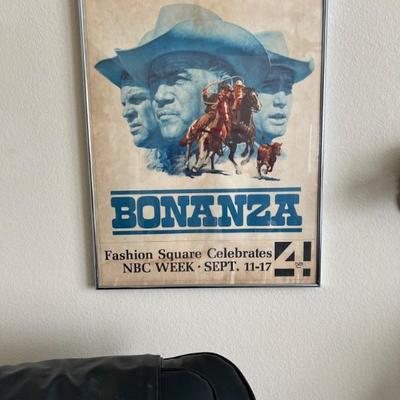 BONANZA
Fashion Square Celebrates
NBC WEEK · SEPT. 11-17
4